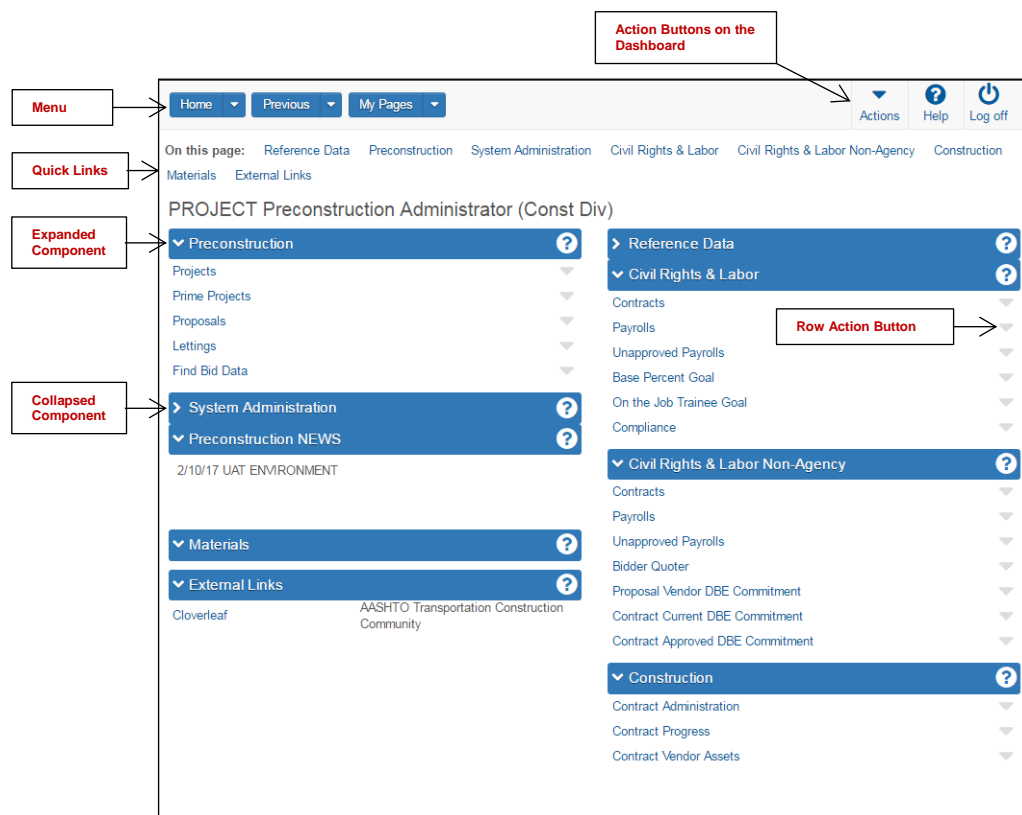 Action Buttons on the
Dashboard
Menu
Home
Previous
My Pages
Actions
Help
Log off
Quick Links
On this page: Reference Data Preconstruction System Administration Civil Rights & Labor Civil Rights & Labor Non-Agency Construction
Materials External Links
PROJECT Preconstruction Administrator (Const Div)
Expanded
Component
Preconstruction
?
Projects
Prime Projects
Proposals
Lettings
Find Bid Data
Collapsed
Component
System Administration
?
Preconstruction NEWS
?
2/10/17 UAT ENVIRONMENT
Materials
?
External Links
?
Cloverleaf
AASHTO Transportation Construction
Community
Reference Data
?
Civil Rights & Labor
?
Contracts
Payrolls
Row Action Button
Unapproved Payrolls
Base Percent Goal
On the Job Trainee Goal
Compliance
Civil Rights & Labor Non-Agency
?
Contracts
Payrolls
Unapproved Payrolls
Bidder Quoter
Proposal Vendor DBE Commitment
Contract Current DBE Commitment
Contract Approved DBE Commitment
Construction
?
Contract Administration
Contract Progress
Contract Vendor Assets